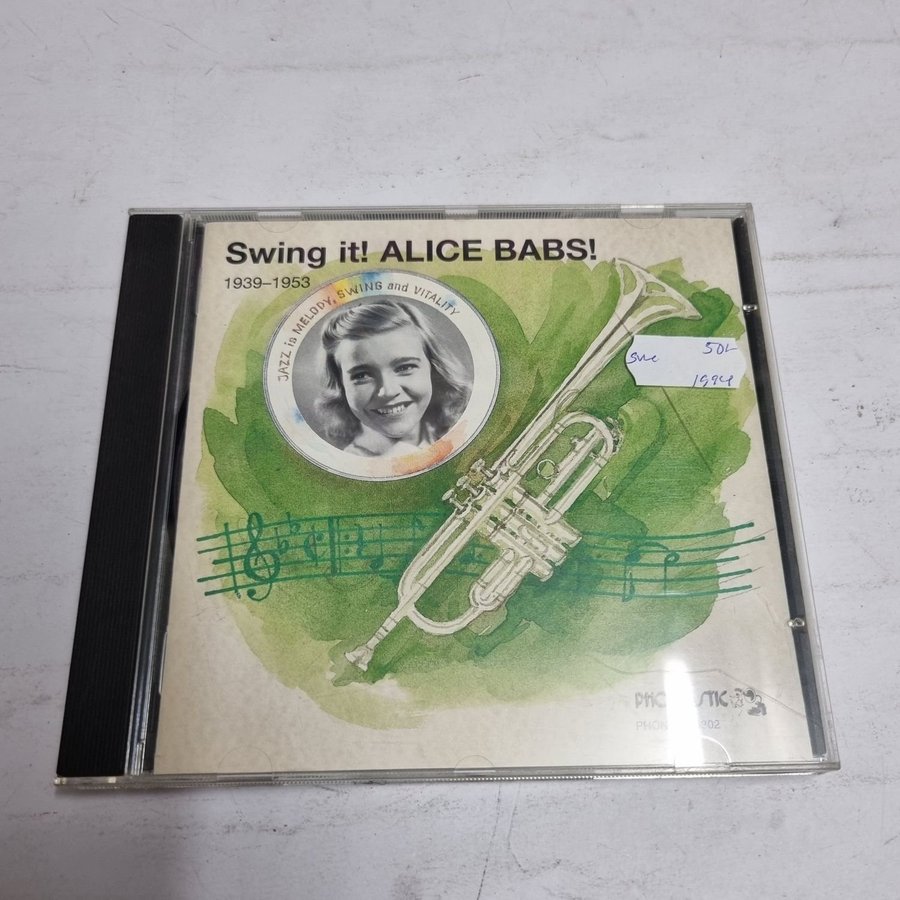 Swing it! ALICE BABS!
1939–1953
JAZZ is MELODY, SWING and VITALITY
50:-
1994